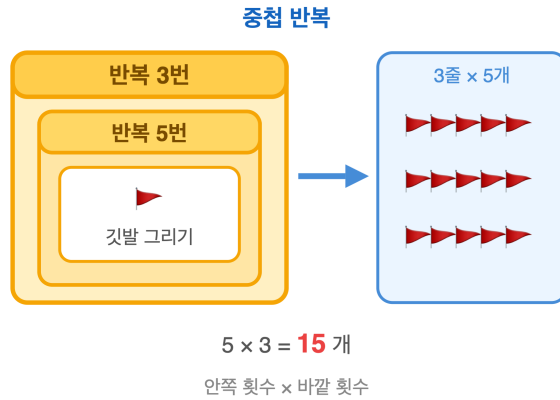 중첩 반복
반복 3번
반복 5번
깃발 그리기
3줄 × 5개
5 × 3 = 15 개
안쪽 횟수 × 바깥 횟수